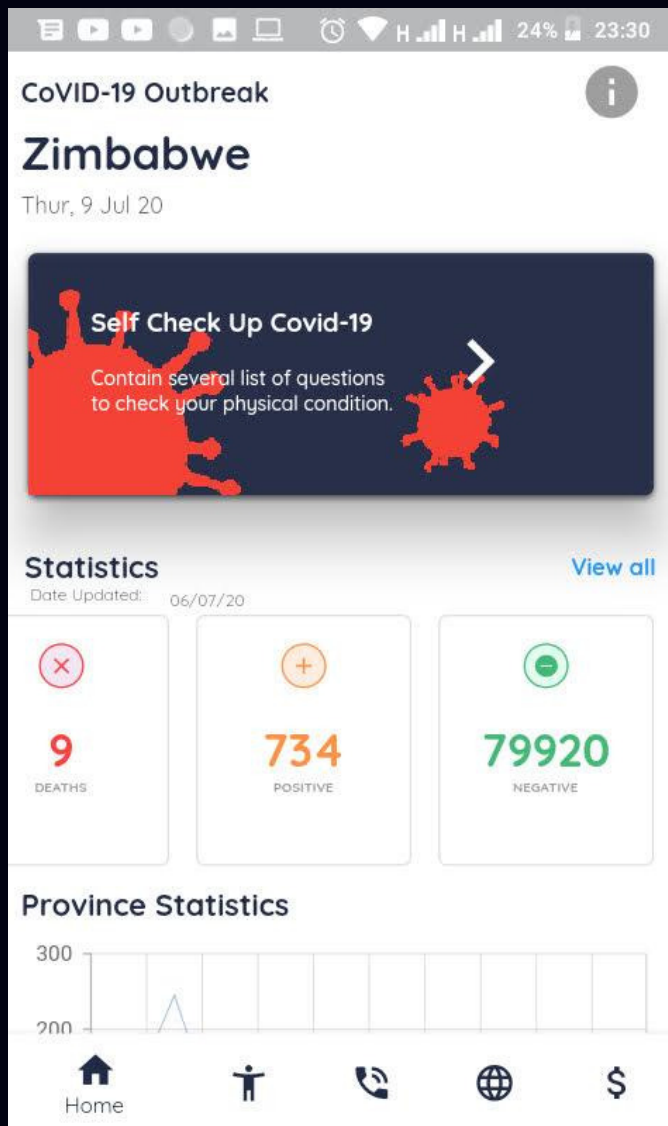 H H 24% 23:30
CoVID-19 Outbreak
Zimbabwe
Thur, 9 Jul 20
Self Check Up Covid-19
Contain several list of questions
to check your physical condition.
Statistics
View all
Date Updated: 06/07/20
9 734 79920
DEATHS POSITIVE NEGATIVE
Province Statistics
300
200
Home